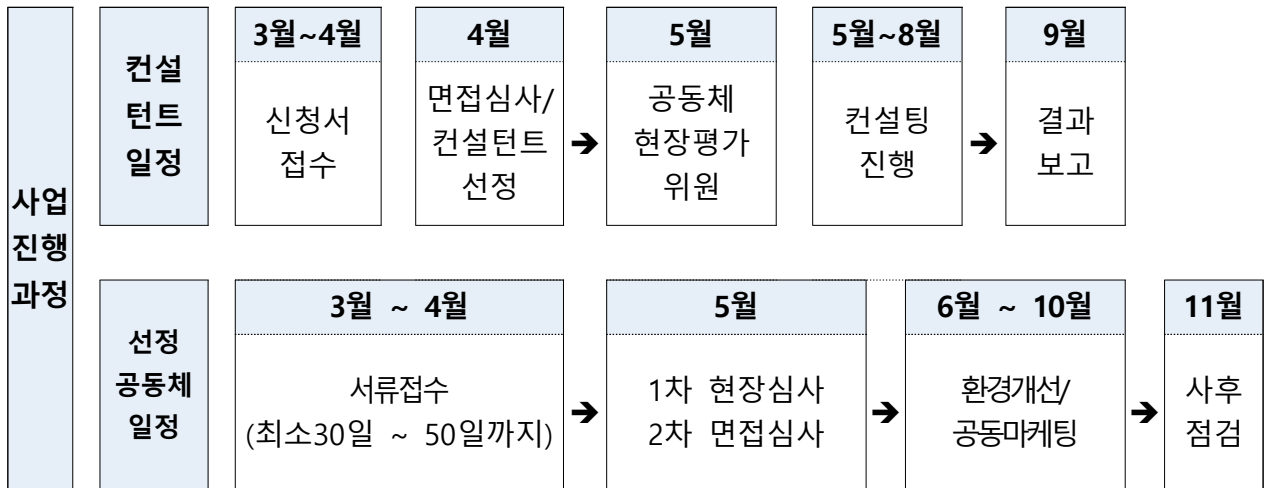 사업
진행
과정
컨설
턴트
일정
3월~4월
신청서
접수
4월
면접심사/
컨설턴트
선정
➔
5월
공동체
현장평가
위원
5월~8월
컨설팅
진행
➔
9월
결과
보고
선정
공동체
일정
3월 ~ 4월
서류접수
(최소30일 ~ 50일까지)
➔
5월
1차 현장심사
2차 면접심사
➔
6월 ~ 10월
환경개선/
공동마케팅
➔
11월
사후
점검